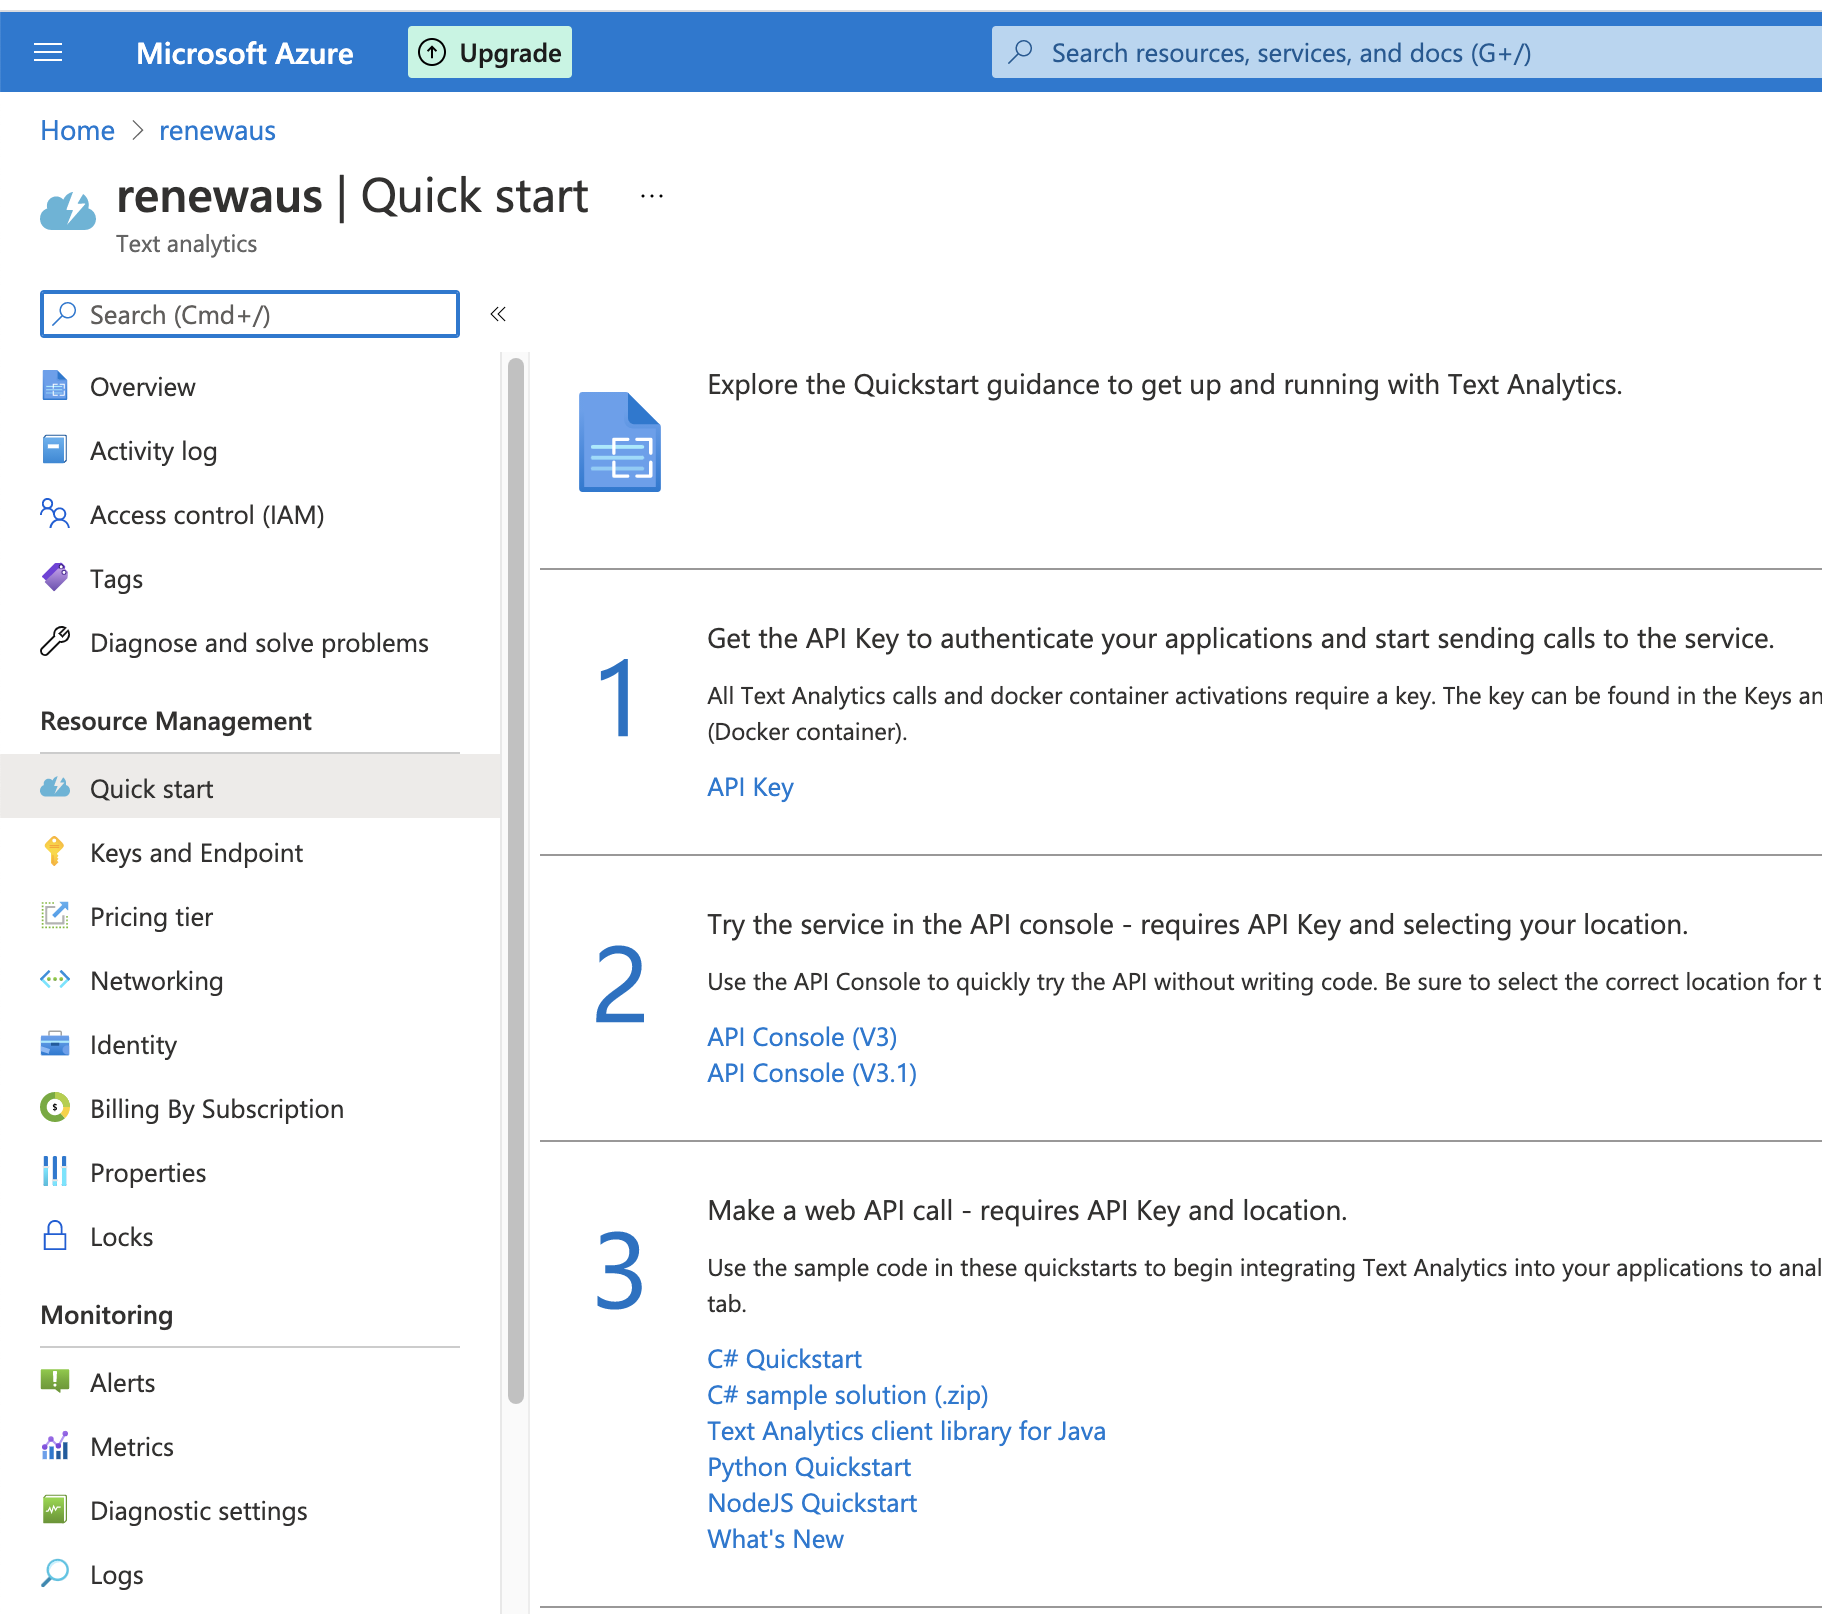 Microsoft Azure
Upgrade
Search resources, services, and docs (G+/)
Home > renewaus
renewaus | Quick start ...
Text analytics
Search (Cmd+/)
«
Overview
Activity log
Access control (IAM)
Tags
Diagnose and solve problems
Resource Management
Quick start
Keys and Endpoint
Pricing tier
Networking
Identity
Billing By Subscription
Properties
Locks
Monitoring
Alerts
Metrics
Diagnostic settings
Logs
Explore the Quickstart guidance to get up and running with Text Analytics.
1
Get the API Key to authenticate your applications and start sending calls to the service.
All Text Analytics calls and docker container activations require a key. The key can be found in the Keys an
(Docker container).
API Key
2
Try the service in the API console - requires API Key and selecting your location.
Use the API Console to quickly try the API without writing code. Be sure to select the correct location for t
API Console (V3)
API Console (V3.1)
3
Make a web API call - requires API Key and location.
Use the sample code in these quickstarts to begin integrating Text Analytics into your applications to anal
tab.
C# Quickstart
C# sample solution (.zip)
Text Analytics client library for Java
Python Quickstart
NodeJS Quickstart
What's New